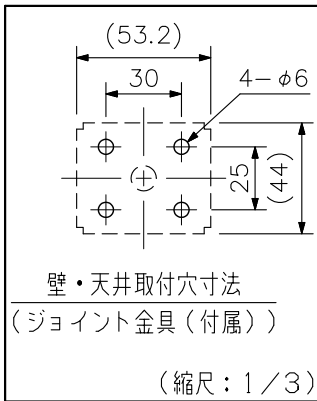 (53.2)
30
4-φ6
25
(44)
壁・天井取付穴寸法
(ジョイント金具(付属))
(縮尺:1/3)